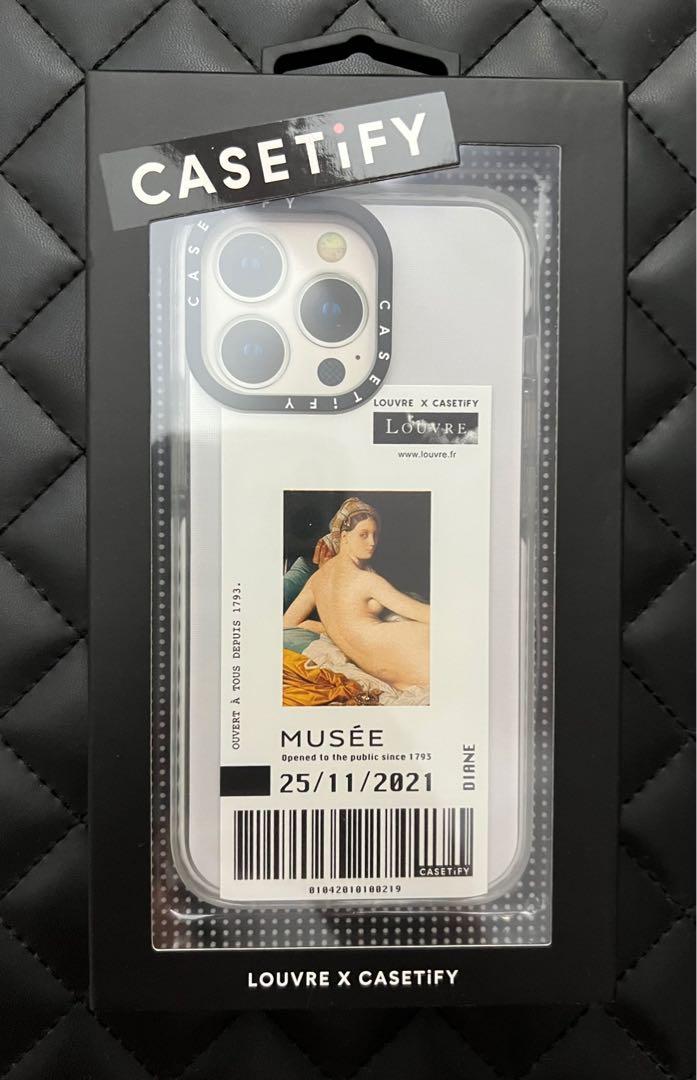 CASETiFY
CASETiFY
CASETiFY
LOUVRE X CASETiFY
LOUVRE
www.louvre.fr
OUVERT À TOUS DEPUIS 1793.
MUSÉE
Opened to the public since 1793
25/11/2021
DIANE
CASETiFY
01042010100219
LOUVRE X CASETiFY